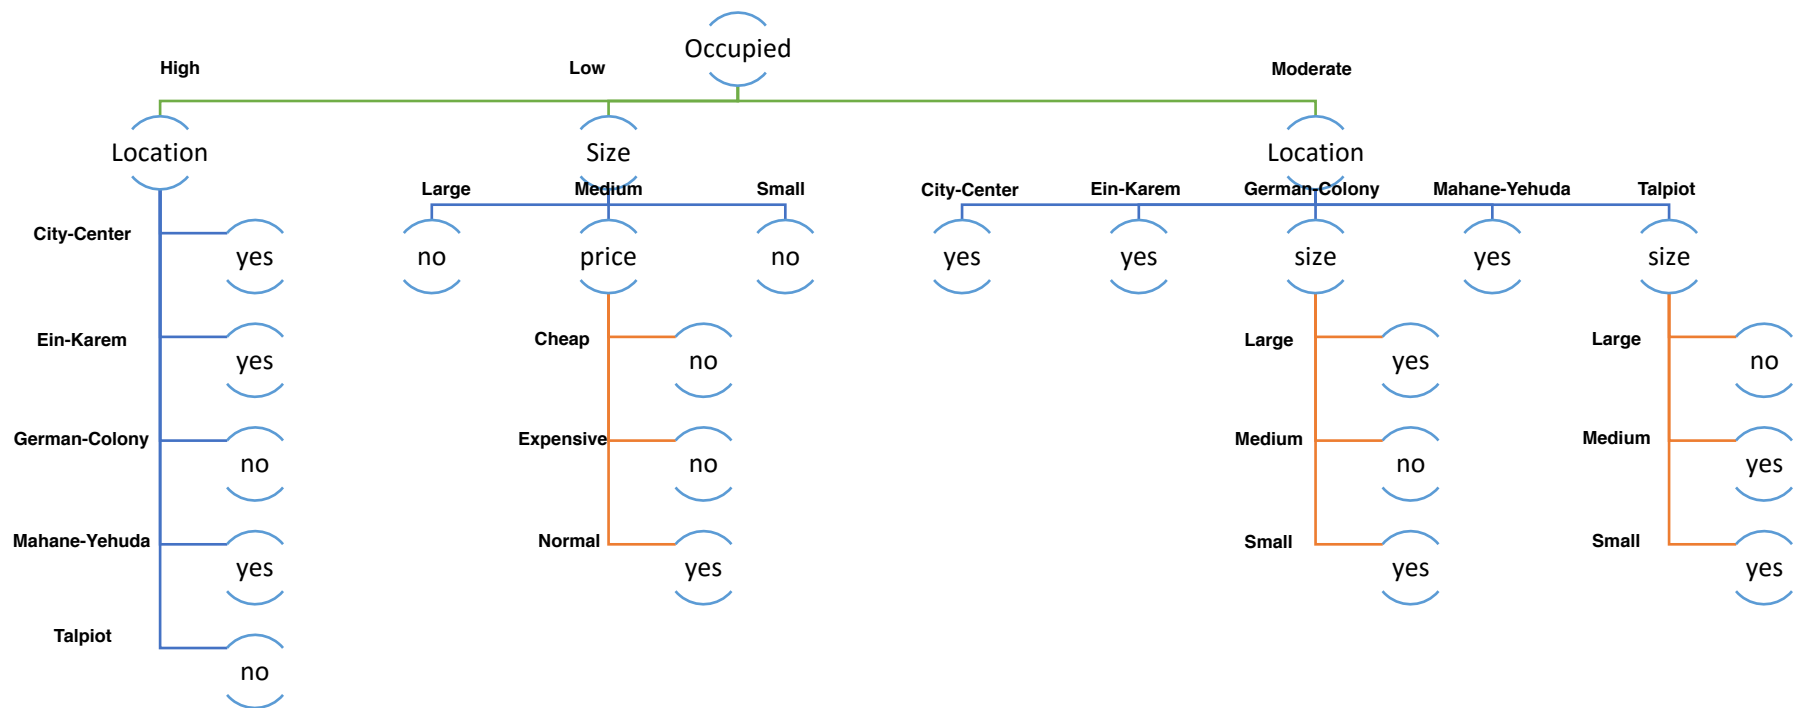 Occupied
High
Low
Moderate
Location
Size
Location
Large
Medium
Small
City-Center
Ein-Karem
German-Colony
Mahane-Yehuda
Talpiot
City-Center
yes
no
price
no
yes
yes
size
yes
size
Ein-Karem
yes
Cheap
no
Large
yes
Large
no
German-Colony
no
Expensive
no
Medium
no
Medium
yes
Mahane-Yehuda
yes
Normal
yes
Small
yes
Small
yes
Talpiot
no